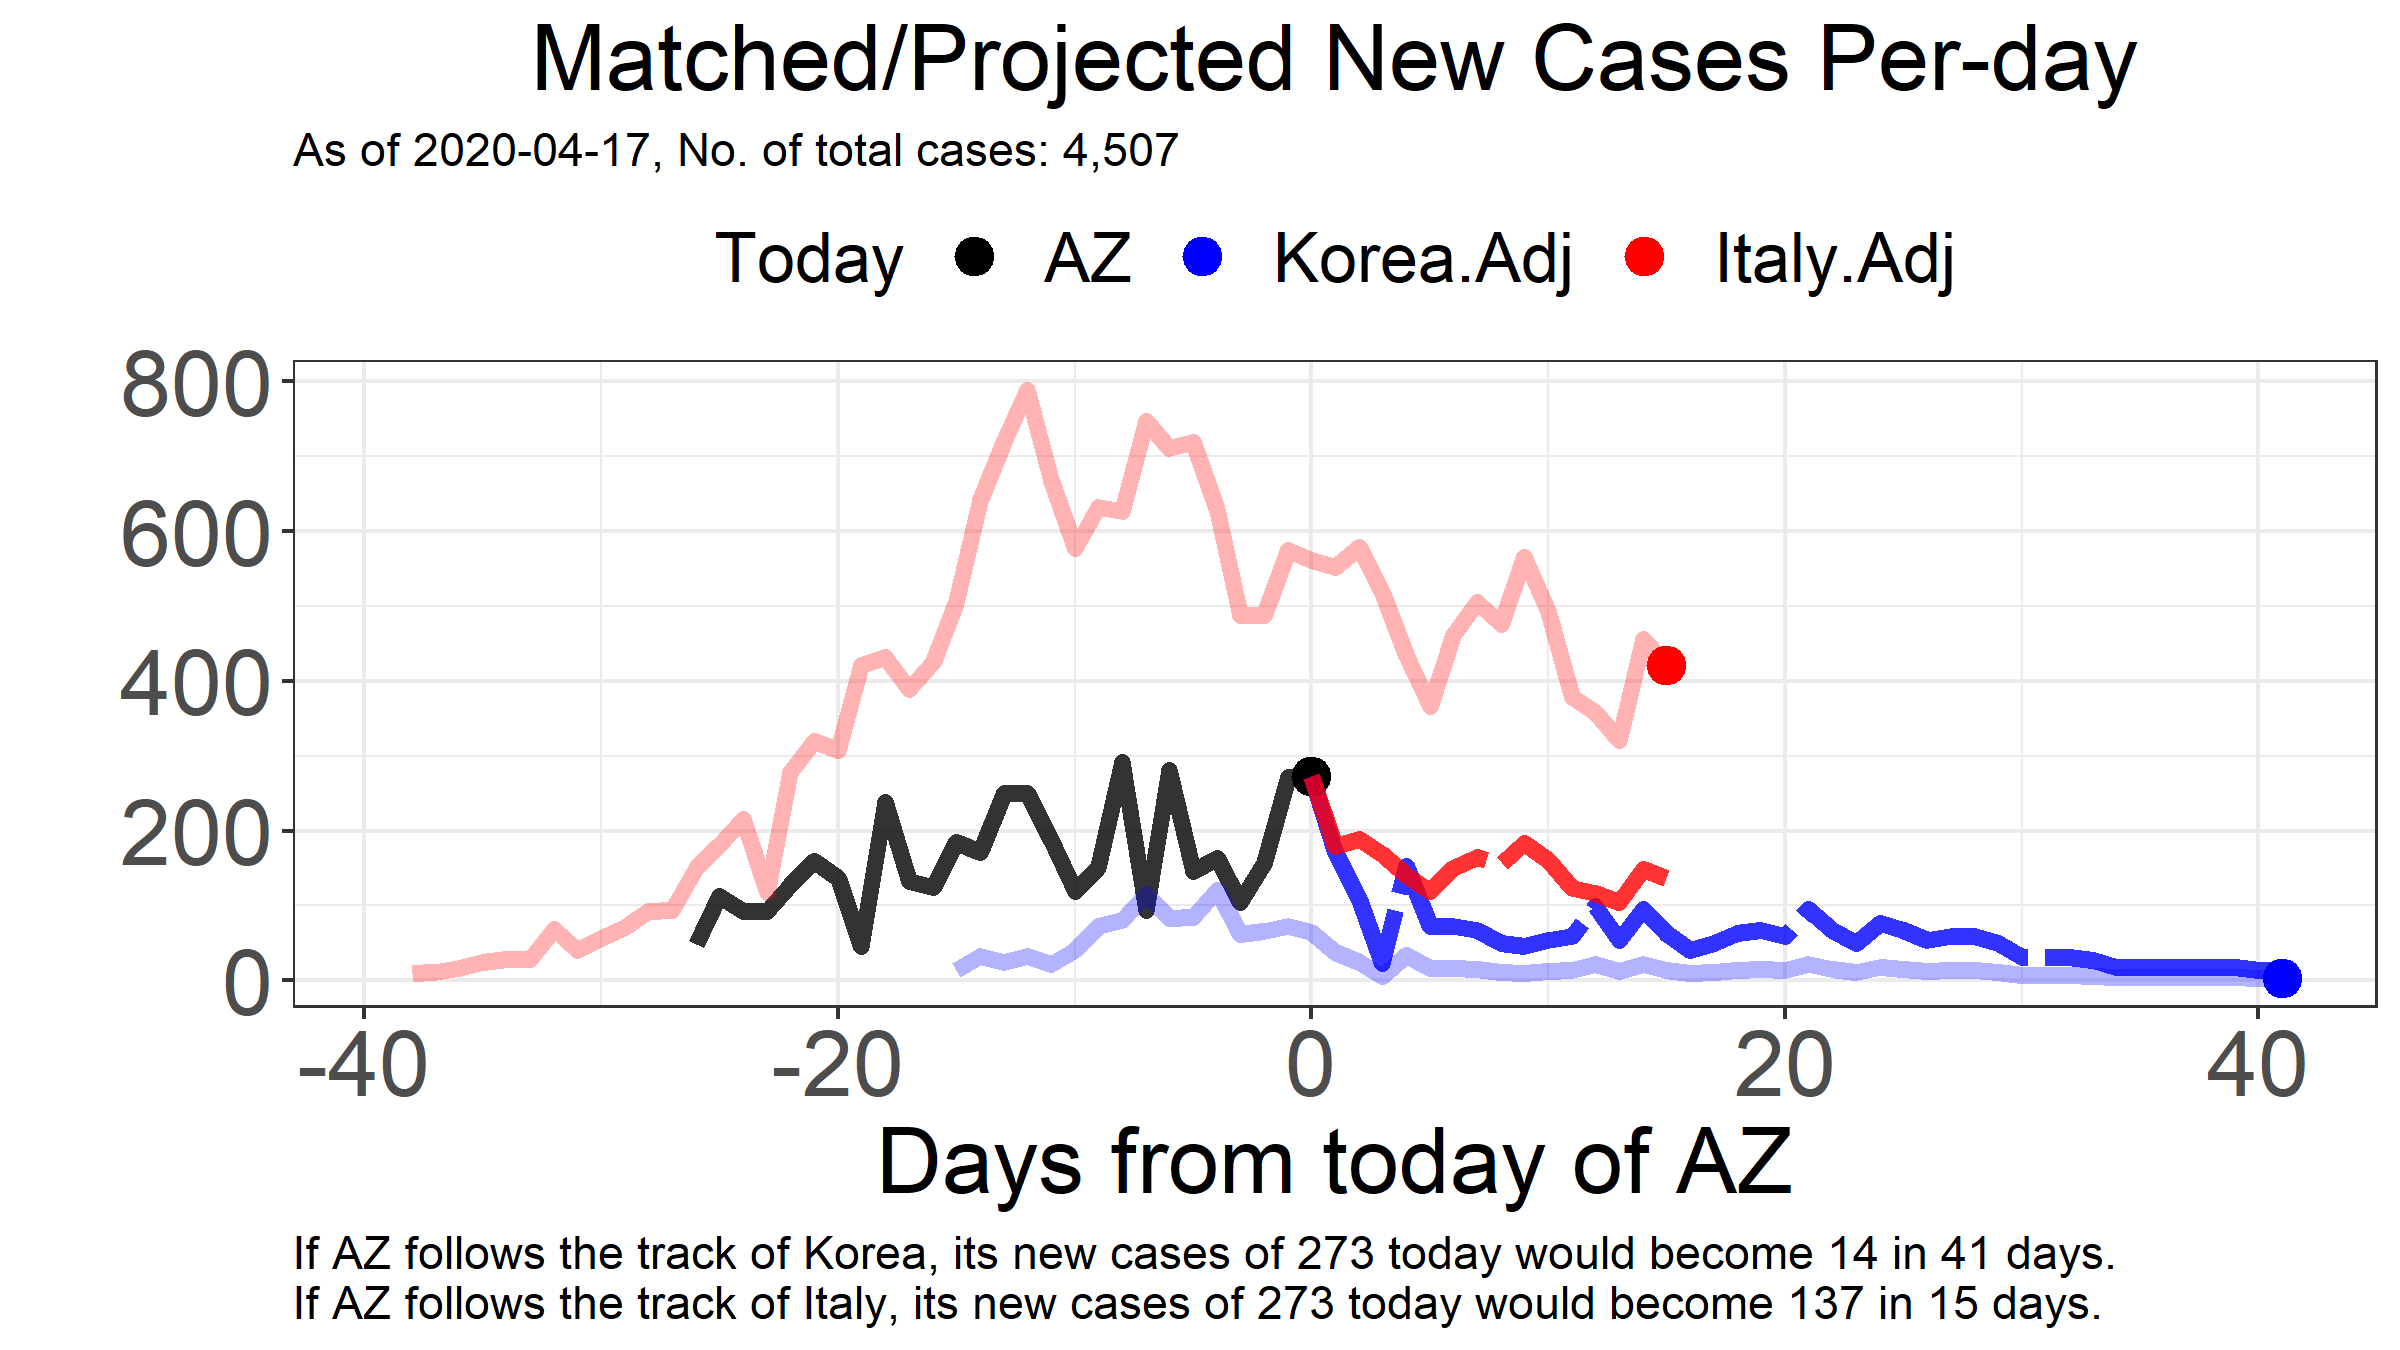 Matched/Projected New Cases Per-day
As of 2020-04-17, No. of total cases: 4,507
Today AZ Korea.Adj Italy.Adj
800
600
400
200
0
-40 -20 0 20 40
Days from today of AZ
If AZ follows the track of Korea, its new cases of 273 today would become 14 in 41 days.
If AZ follows the track of Italy, its new cases of 273 today would become 137 in 15 days.